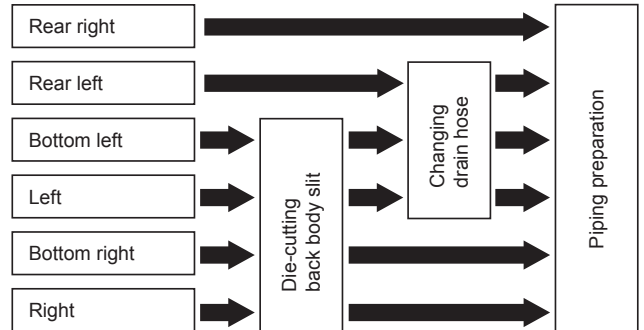 Rear right
Rear left
Bottom left
Left
Bottom right
Right
Die-cutting
back body slit
Changing
drain hose
Piping preparation